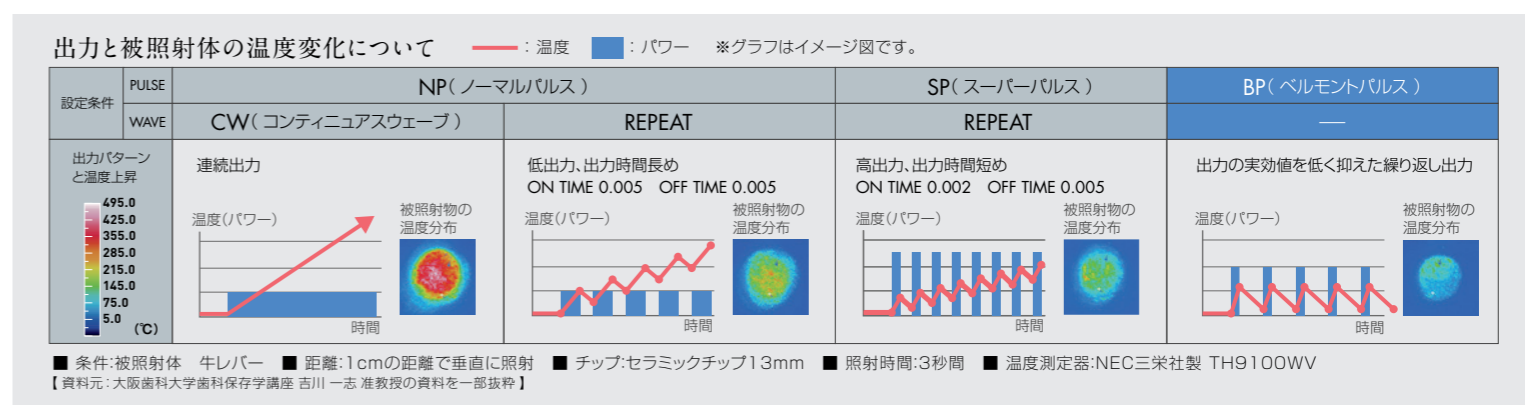 出力と被照射体の温度変化について ：温度 ：パワー ※グラフはイメージ図です。
設定条件 PULSE NP（ノーマルパルス） SP（スーパーパルス） BP（ベルモントパルス）
WAVE CW（コンティニュアスウェーブ） REPEAT REPEAT —
出力パターン
と温度上昇
495.0
425.0
355.0
285.0
215.0
145.0
75.0
5.0
（℃）
連続出力
温度（パワー）
被照射物の
温度分布
時間
低出力、出力時間長め
ON TIME 0.005 OFF TIME 0.005
温度（パワー）
被照射物の
温度分布
時間
高出力、出力時間短め
ON TIME 0.002 OFF TIME 0.005
温度（パワー）
被照射物の
温度分布
時間
出力の実効値を低く抑えた繰り返し出力
温度（パワー）
被照射物の
温度分布
時間
■ 条件:被照射体 牛レバー ■ 距離:1cmの距離で垂直に照射 ■ チップ:セラミックチップ13mm ■ 照射時間:3秒間 ■ 温度測定器:NEC三栄社製 TH9100WV
【資料元：大阪歯科大学歯科保存学講座 吉川 一志 准教授の資料を一部抜粋】